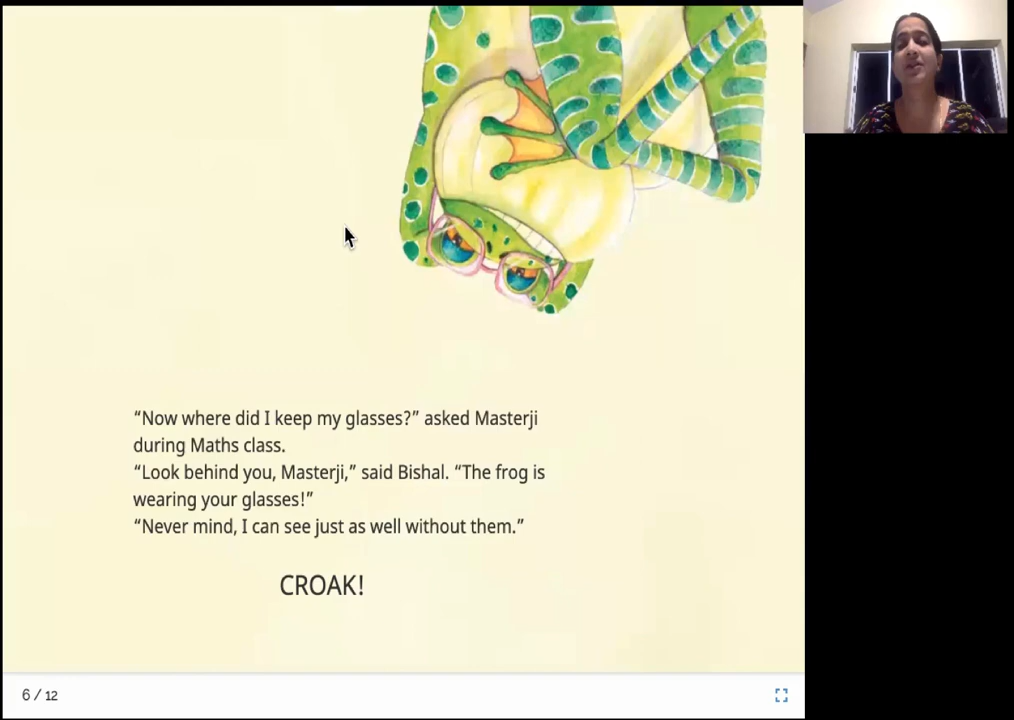 “Now where did I keep my glasses?” asked Masterji
during Maths class.
“Look behind you, Masterji,” said Bishal. “The frog is
wearing your glasses!”
“Never mind, I can see just as well without them.”
CROAK!
6 / 12